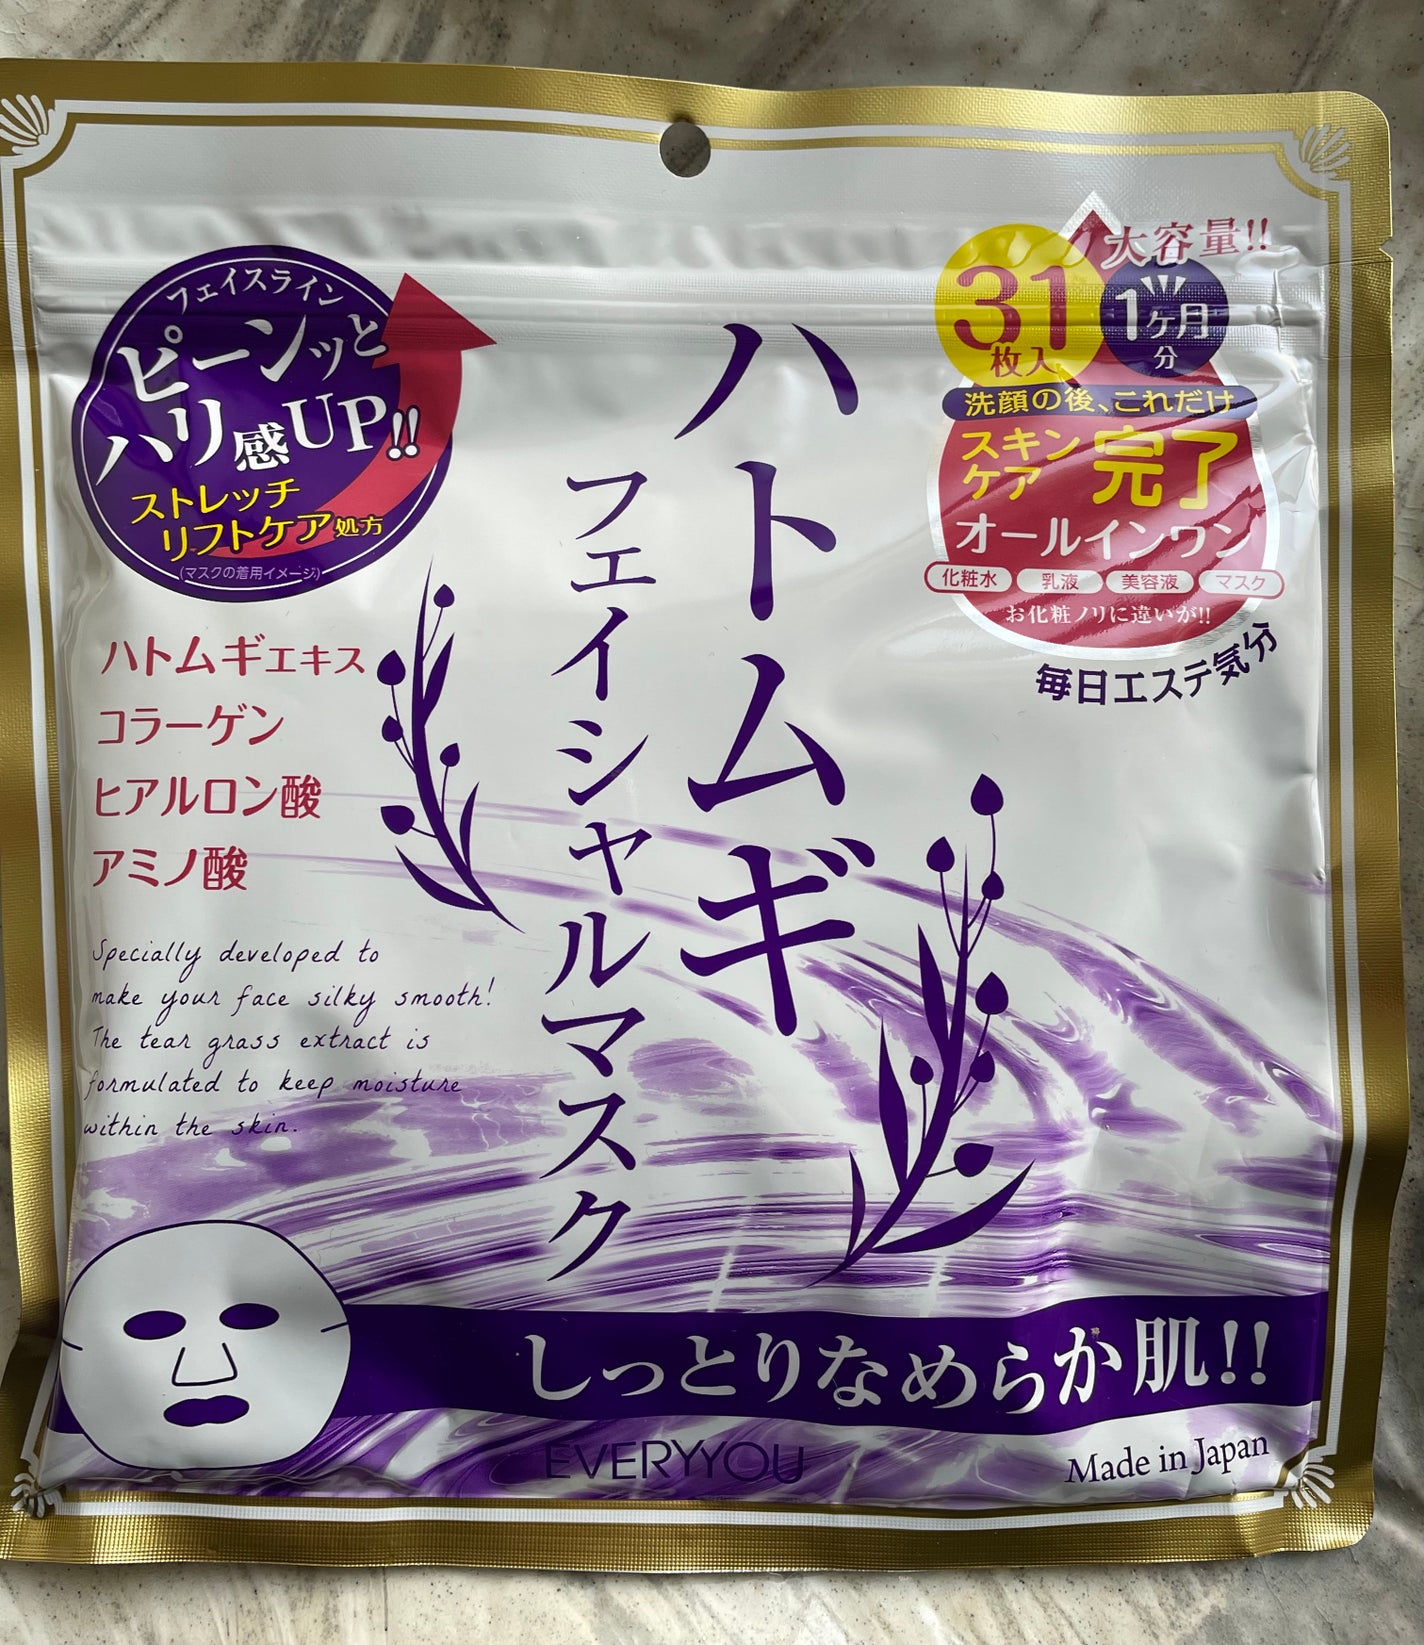 フェイスライン
ピーンッと
ハリ感UP!!
ストレッチ
リフトケア処方
(マスクの着用イメージ)
大容量!!
31
枚入
1ヶ月
分
洗顔の後、これだけ
スキン
ケア
完了
オールインワン
化粧水 乳液 美容液 マスク
お化粧ノリに違いが!!
毎日エステ気分
ハトムギ
フェイシャルマスク
ハトムギエキス
コラーゲン
ヒアルロン酸
アミノ酸
Specially developed to
make your face silky smooth!
The tear grass extract is
formulated to keep moisture
within the skin.
しっとりなめらか肌!!
EVERYYOU
Made in Japan